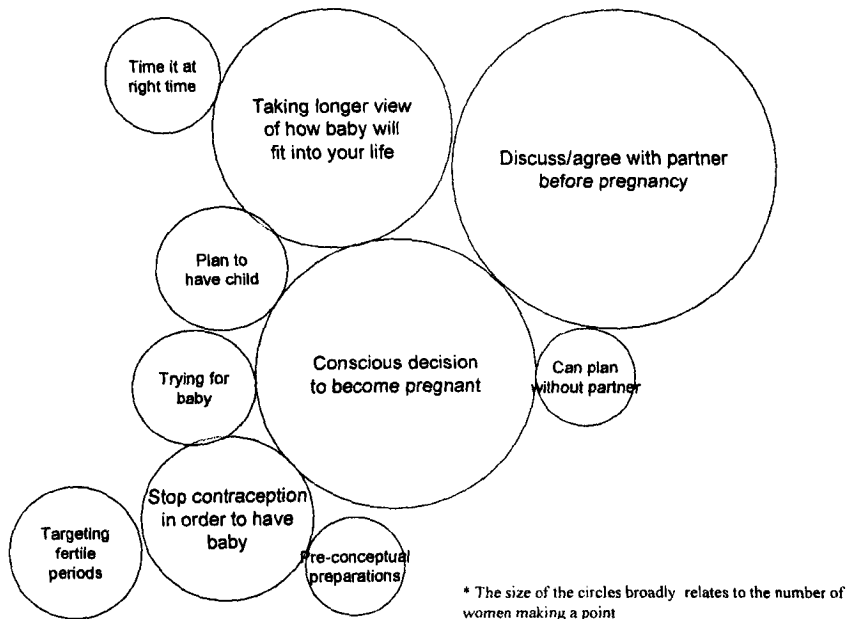 Time it at
right time
Taking longer view
of how baby will
fit into your life
Discuss/agree with partner
before pregnancy
Plan to
have child
Conscious decision
to become pregnant
Can plan
without partner
Trying for
baby
Stop contraception
in order to have
baby
Targeting
fertile
periods
Pre-conceptual
preparations
* The size of the circles broadly relates to the number of
women making a point